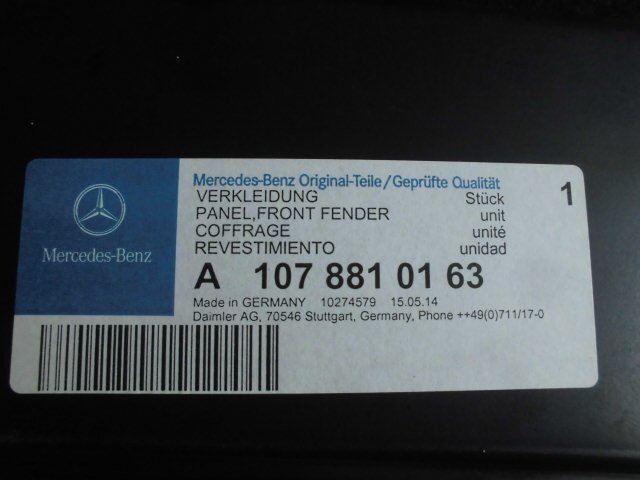 Mercedes-Benz
Mercedes-Benz Original-Teile/Geprüfte Qualität
VERKLEIDUNG Stück 1
PANEL,FRONT FENDER unit
COFFRAGE unité
REVESTIMIENTO unidad
A 107 881 01 63
Made in GERMANY 10274579 15.05.14
Daimler AG, 70546 Stuttgart, Germany, Phone ++49(0)711/17-0